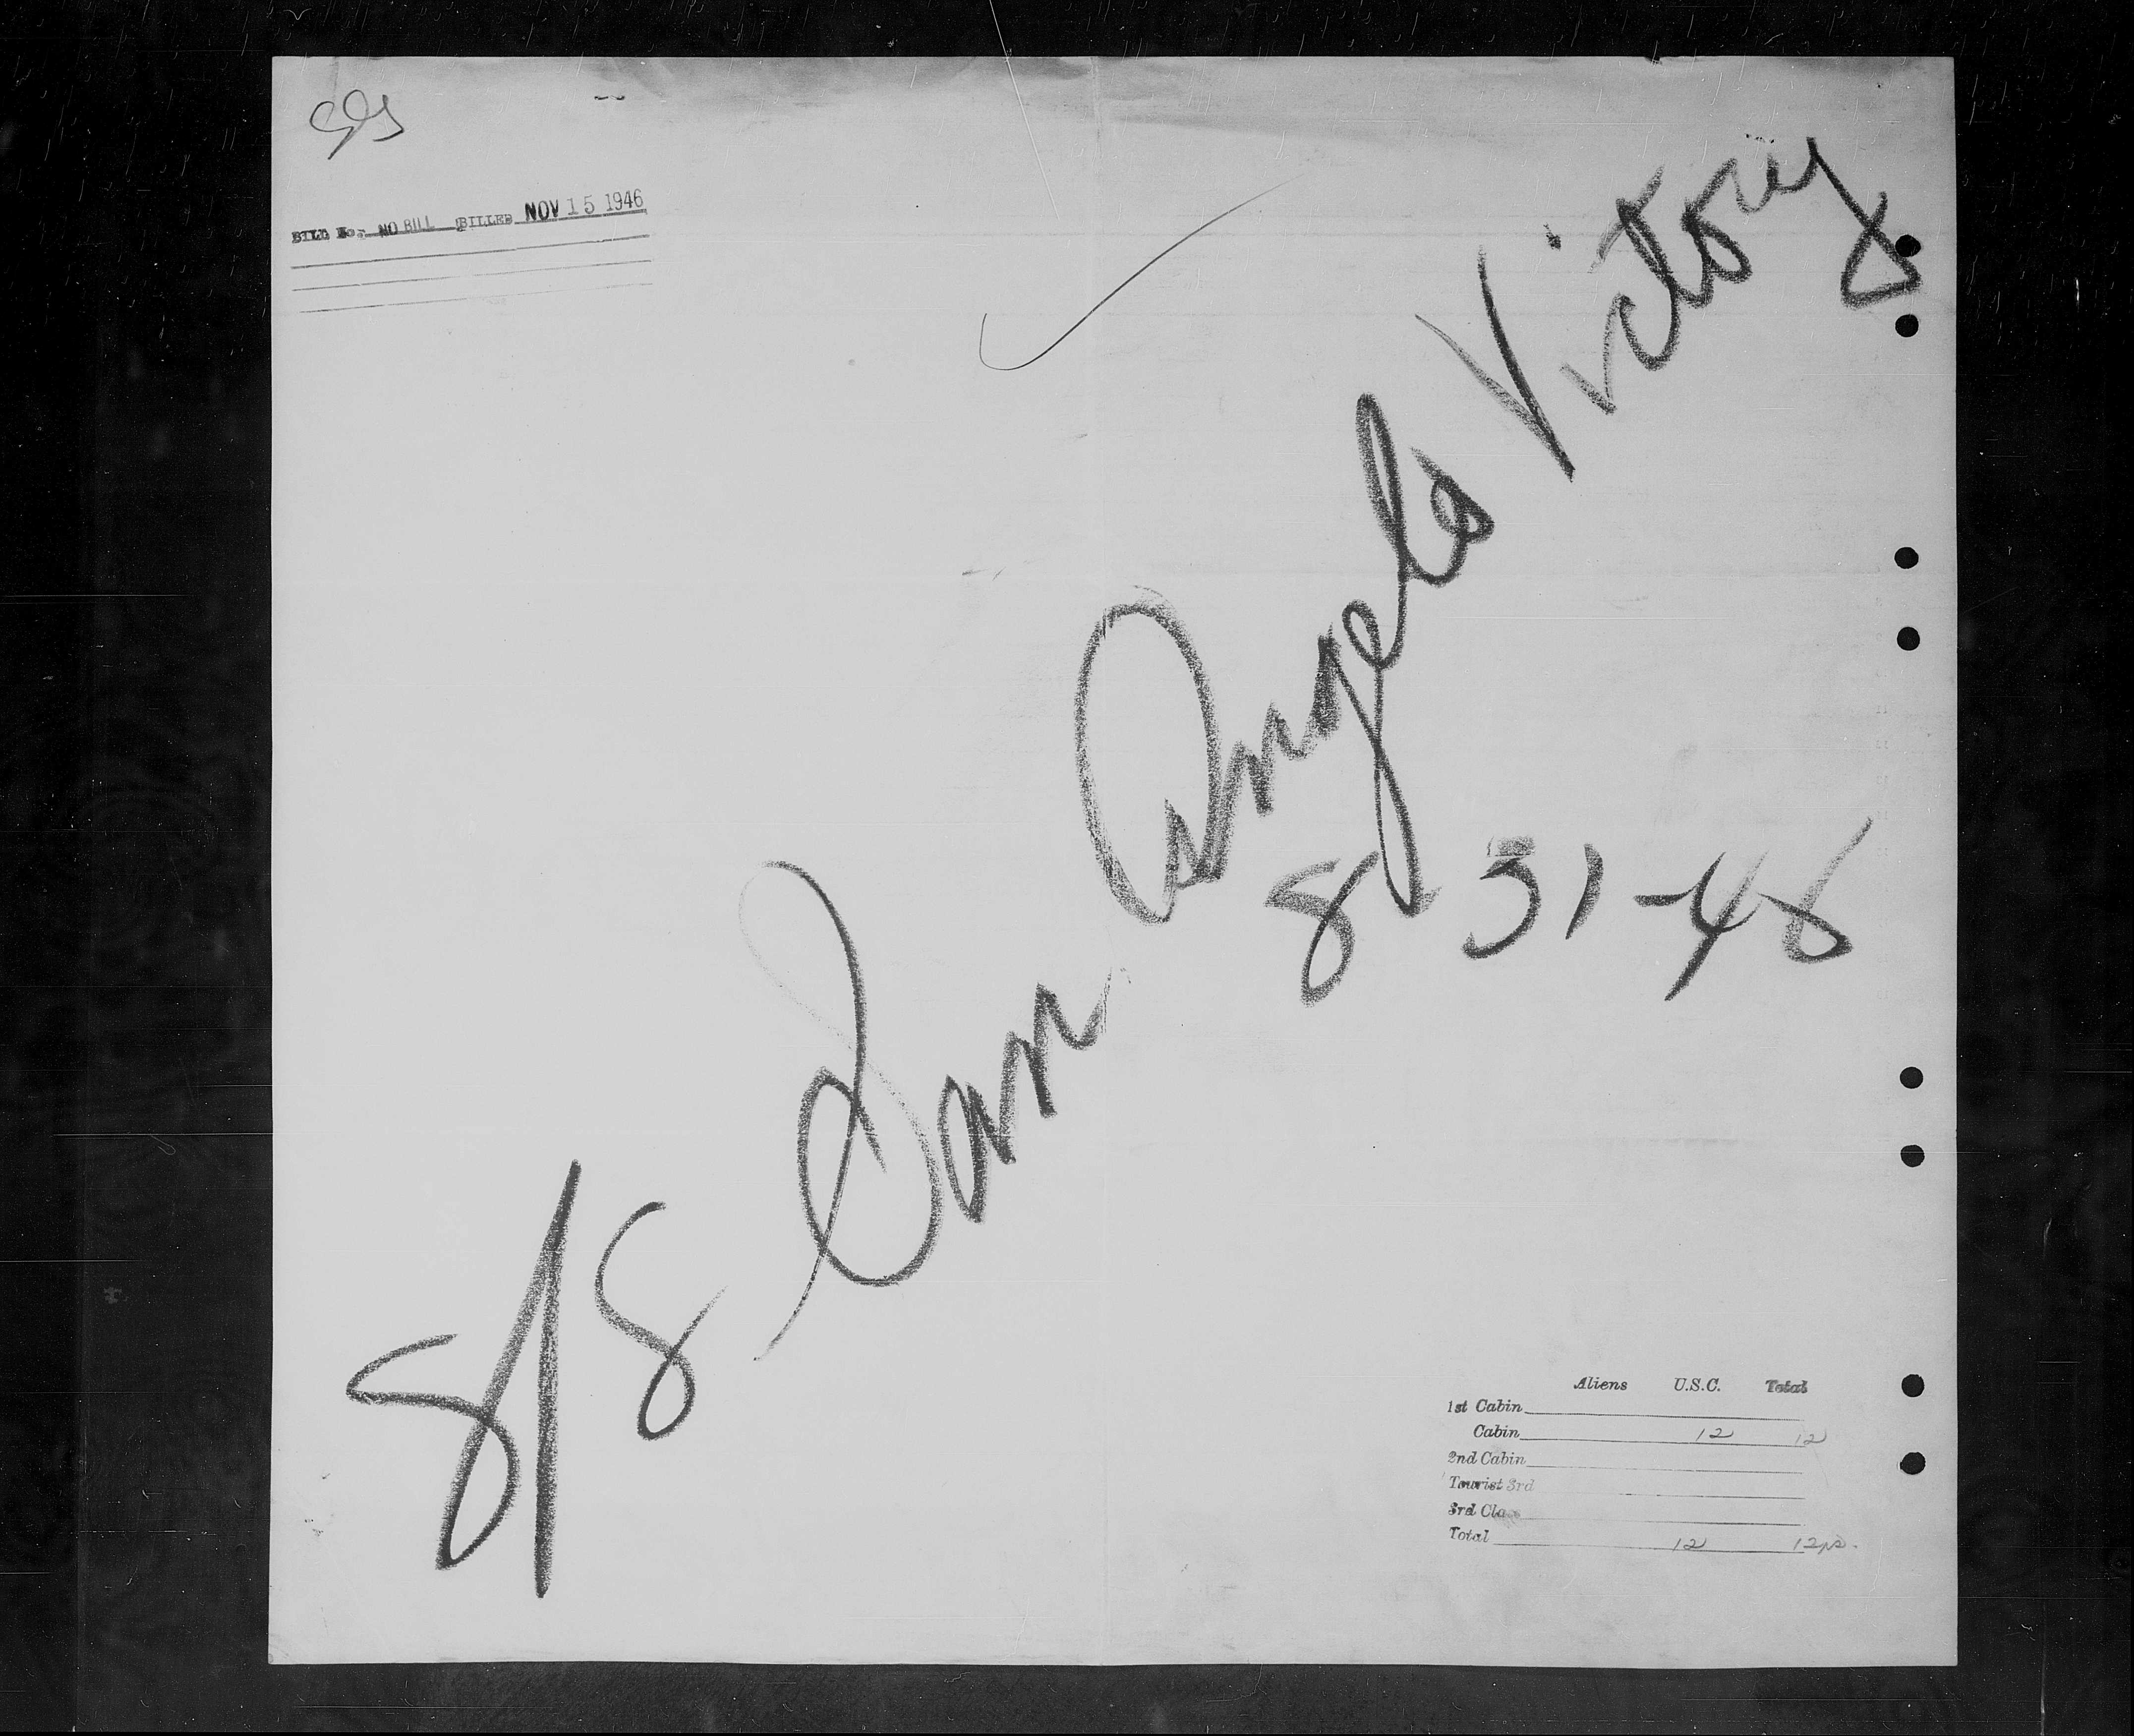 BILL No. NO BILL BILLED NOV 15 1946
S/S San Angelo Victory
8 31-46
Aliens U.S.C. Total
1st Cabin
Cabin 12 12
2nd Cabin
Tourist 3rd
3rd Class
Total 12 12